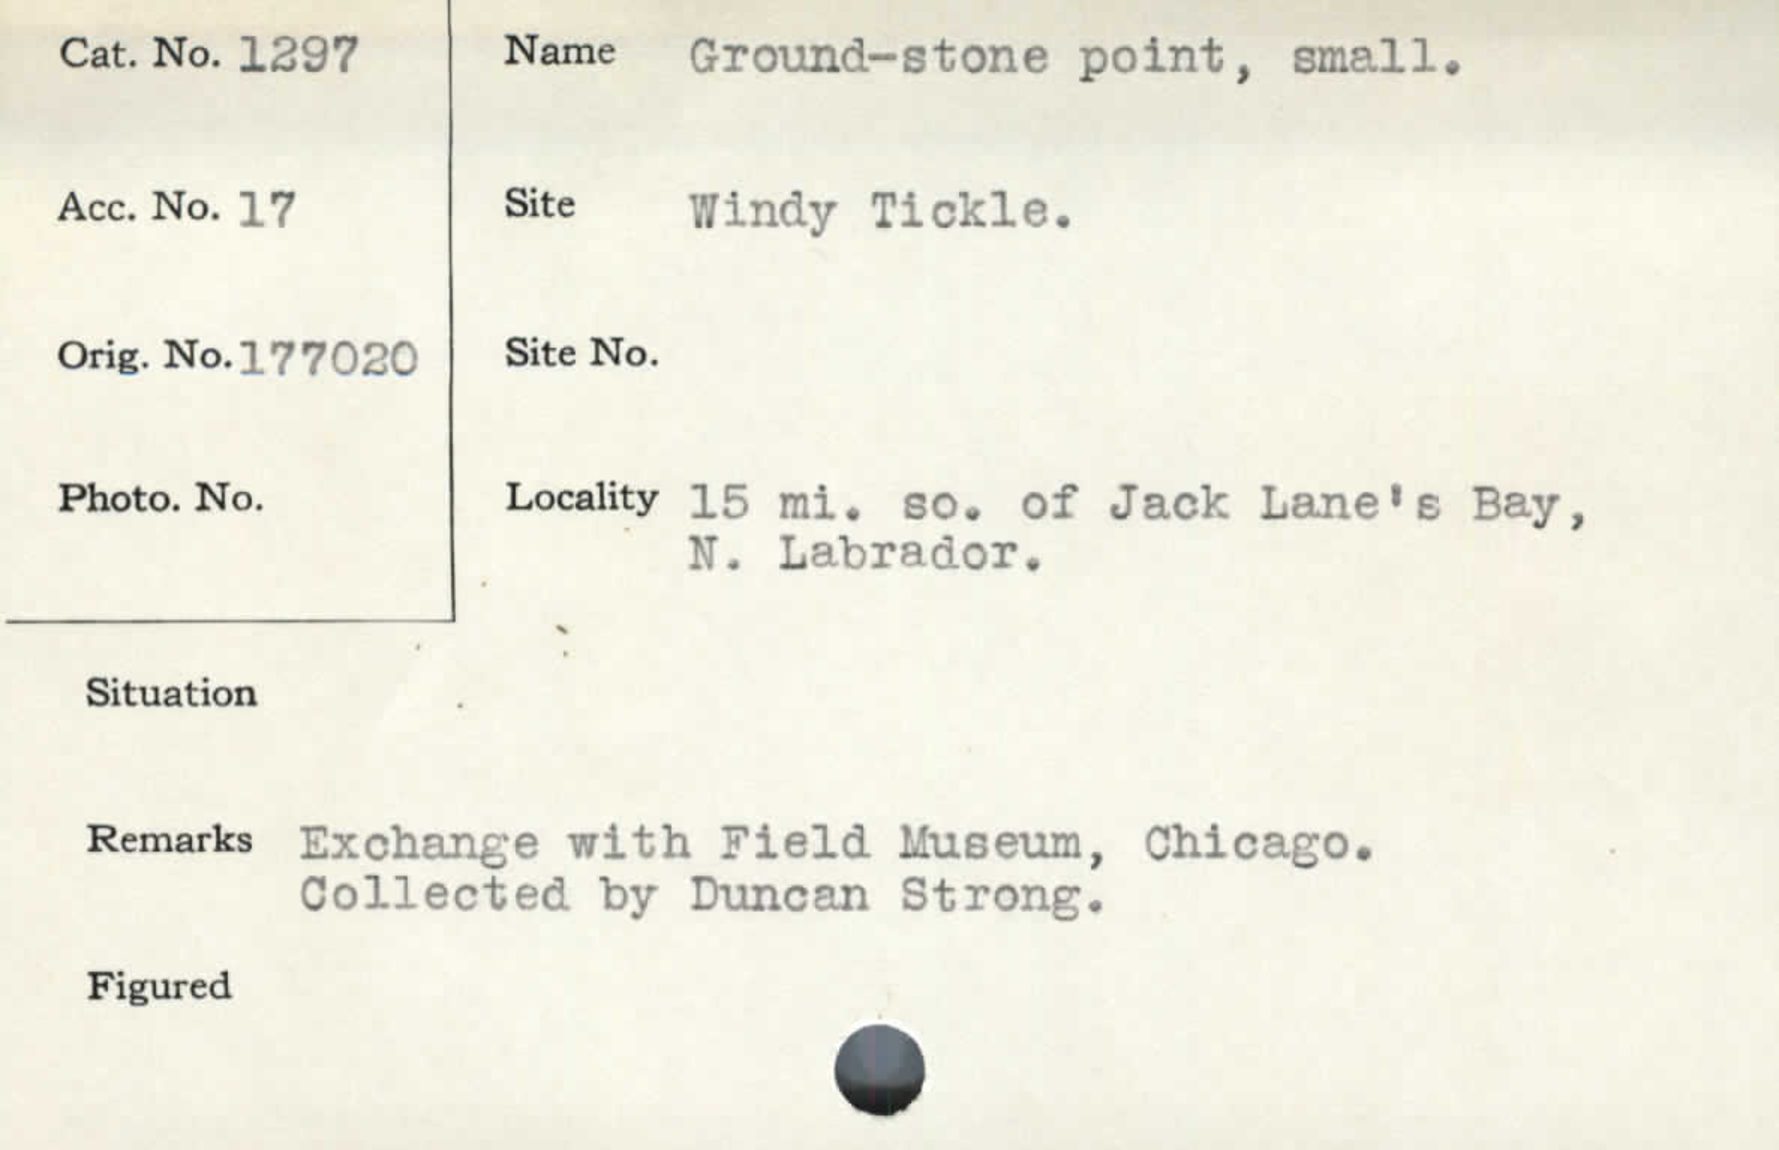 Cat. No. 1297
Name Ground-stone point, small.
Acc. No. 17
Site Windy Tickle.
Orig. No. 177020
Site No.
Photo. No.
Locality 15 mi. so. of Jack Lane's Bay,
N. Labrador.
Situation
Remarks Exchange with Field Museum, Chicago.
Collected by Duncan Strong.
Figured